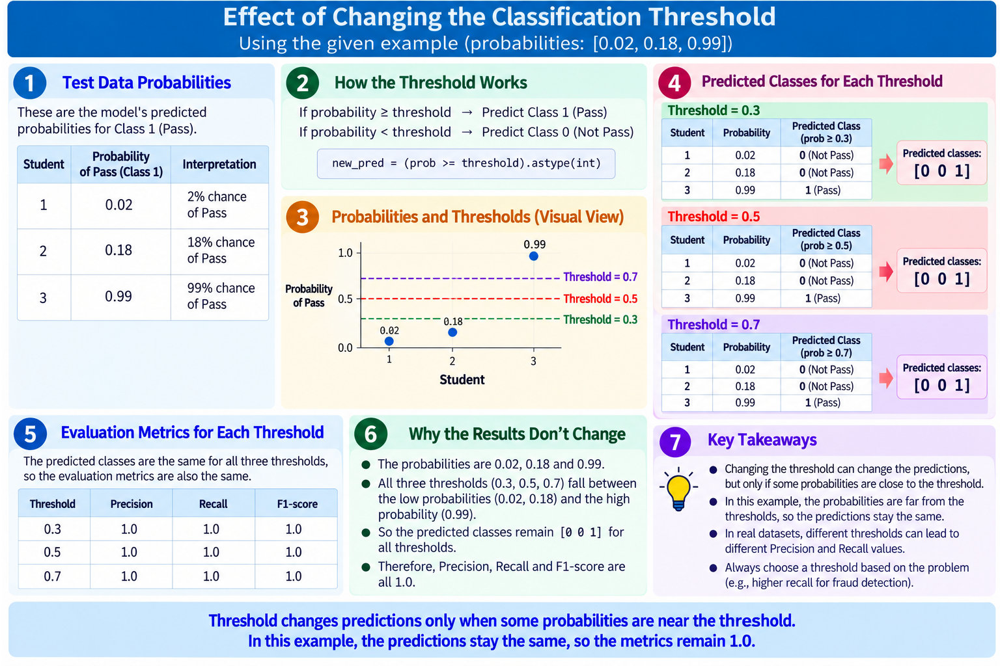 Effect of Changing the Classification Threshold
Using the given example (probabilities: [0.02, 0.18, 0.99])
1 Test Data Probabilities
These are the model's predicted
probabilities for Class 1 (Pass).
Student
Probability
of Pass (Class 1)
Interpretation
1
0.02
2% chance
of Pass
2
0.18
18% chance
of Pass
3
0.99
99% chance
of Pass
2 How the Threshold Works
If probability ≥ threshold → Predict Class 1 (Pass)
If probability < threshold → Predict Class 0 (Not Pass)
new_pred = (prob >= threshold).astype(int)
3 Probabilities and Thresholds (Visual View)
1.0
0.5
0.0
Probability
of Pass
0.02
0.18
0.99
Threshold = 0.7
Threshold = 0.5
Threshold = 0.3
1 2 3
Student
4 Predicted Classes for Each Threshold
Threshold = 0.3
Student
Probability
Predicted Class
(prob ≥ 0.3)
1 0.02 0 (Not Pass)
2 0.18 0 (Not Pass)
3 0.99 1 (Pass)
Predicted classes:
[0 0 1]
Threshold = 0.5
Student
Probability
Predicted Class
(prob ≥ 0.5)
1 0.02 0 (Not Pass)
2 0.18 0 (Not Pass)
3 0.99 1 (Pass)
Predicted classes:
[0 0 1]
Threshold = 0.7
Student
Probability
Predicted Class
(prob ≥ 0.7)
1 0.02 0 (Not Pass)
2 0.18 0 (Not Pass)
3 0.99 1 (Pass)
Predicted classes:
[0 0 1]
5 Evaluation Metrics for Each Threshold
The predicted classes are the same for all three thresholds,
so the evaluation metrics are also the same.
Threshold Precision Recall F1-score
0.3 1.0 1.0 1.0
0.5 1.0 1.0 1.0
0.7 1.0 1.0 1.0
6 Why the Results Don't Change
● The probabilities are 0.02, 0.18 and 0.99.
● All three thresholds (0.3, 0.5, 0.7) fall between
the low probabilities (0.02, 0.18) and the high
probability (0.99).
● So the predicted classes remain [0 0 1] for
all thresholds.
● Therefore, Precision, Recall and F1-score are
all 1.0.
7 Key Takeaways
● Changing the threshold can change the predictions,
but only if some probabilities are close to the threshold.
● In this example, the probabilities are far from the
thresholds, so the predictions stay the same.
● In real datasets, different thresholds can lead to
different Precision and Recall values.
● Always choose a threshold based on the problem
(e.g., higher recall for fraud detection).
Threshold changes predictions only when some probabilities are near the threshold.
In this example, the predictions stay the same, so the metrics remain 1.0.